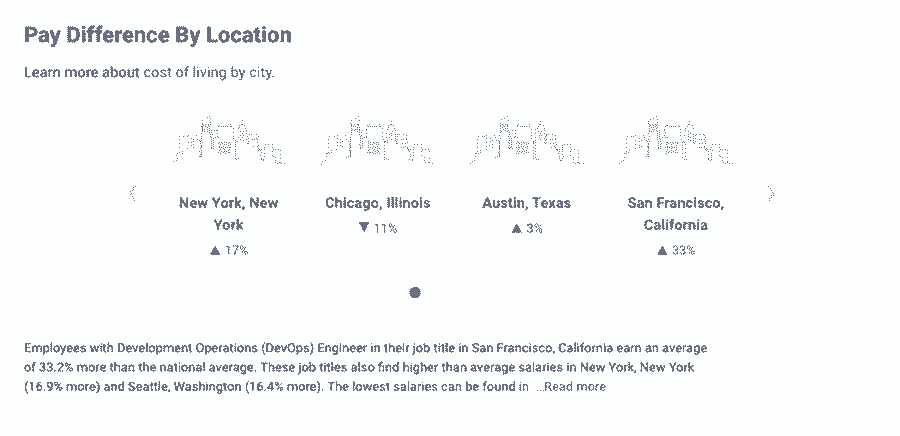 Pay Difference By Location
Learn more about cost of living by city.
New York, New
York
▲ 17%
Chicago, Illinois
▼ 11%
Austin, Texas
▲ 3%
San Francisco,
California
▲ 33%
Employees with Development Operations (DevOps) Engineer in their job title in San Francisco, California earn an average
of 33.2% more than the national average. These job titles also find higher than average salaries in New York, New York
(16.9% more) and Seattle, Washington (16.4% more). The lowest salaries can be found in ...Read more